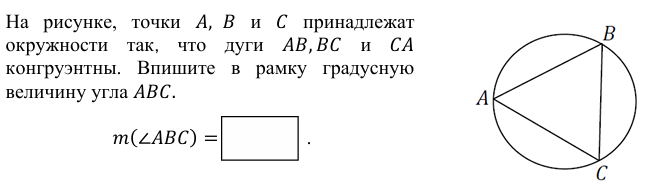 На рисунке, точки A, B и C принадлежат
окружности так, что дуги AB, BC и CA
конгруэнтны. Впишите в рамку градусную
величину угла ABC.
m(∠ABC) = .
B
A
C